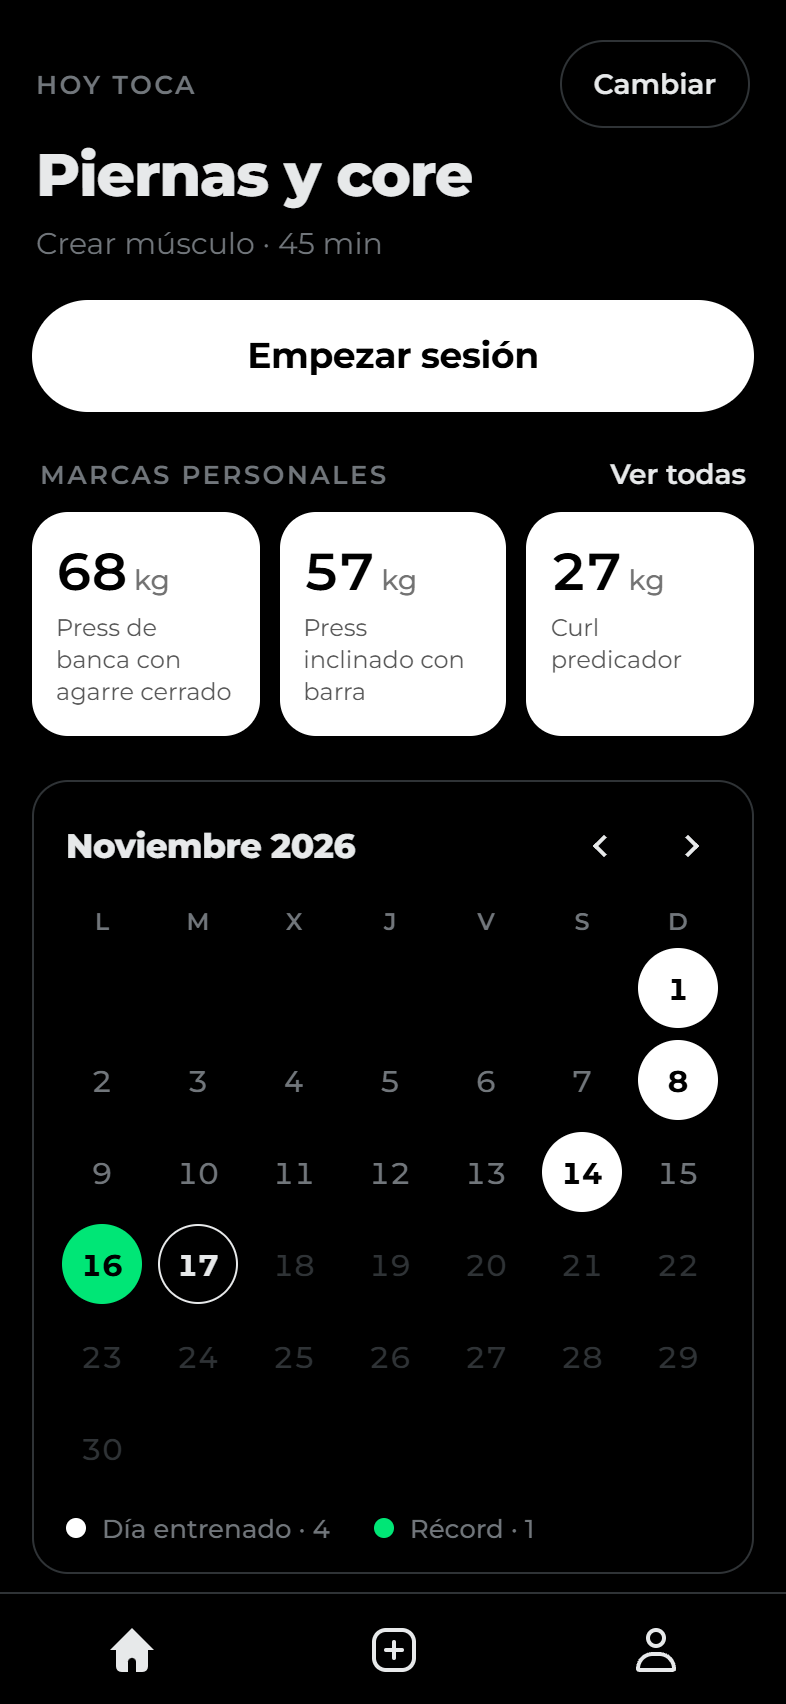 HOY TOCA
Cambiar
Piernas y core
Crear músculo · 45 min
Empezar sesión
MARCAS PERSONALES
Ver todas
68 kg
Press de
banca con
agarre cerrado
57 kg
Press
inclinado con
barra
27 kg
Curl
predicador
Noviembre 2026
L M X J V S D
1
2 3 4 5 6 7 8
9 10 11 12 13 14 15
16 17 18 19 20 21 22
23 24 25 26 27 28 29
30
Día entrenado · 4
Récord · 1